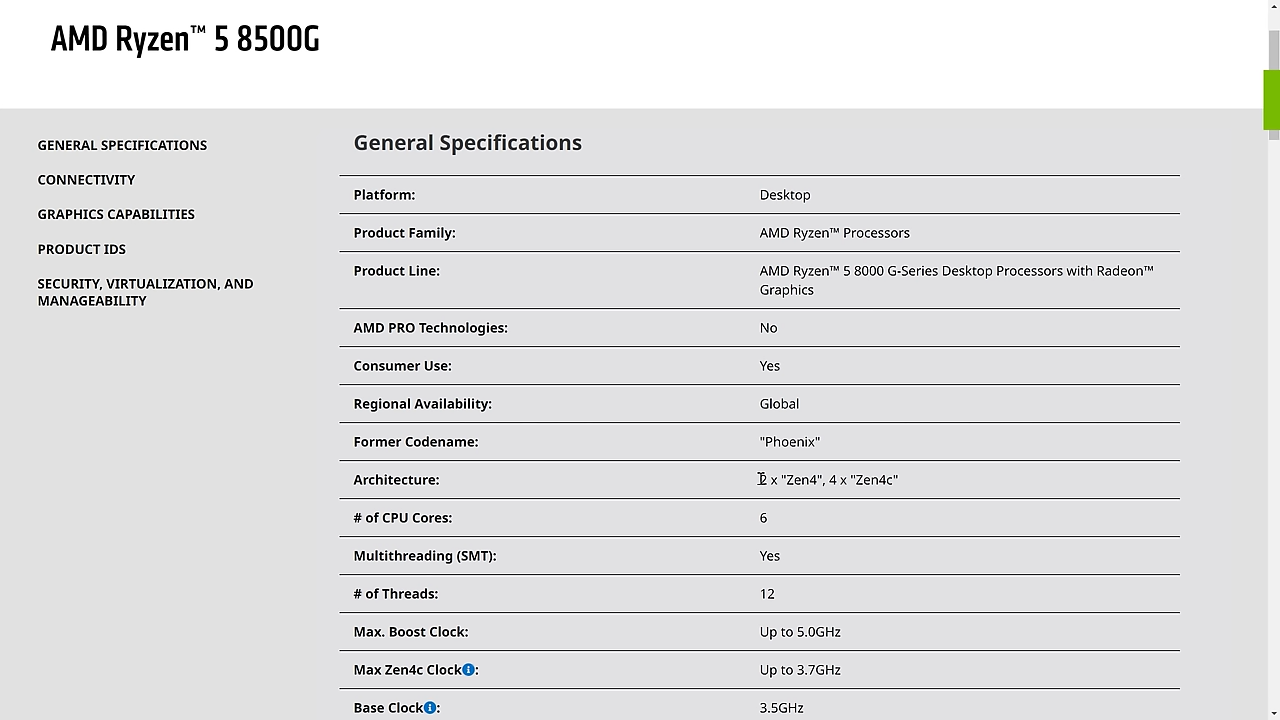 AMD Ryzen™ 5 8500G
GENERAL SPECIFICATIONS
CONNECTIVITY
GRAPHICS CAPABILITIES
PRODUCT IDS
SECURITY, VIRTUALIZATION, AND
MANAGEABILITY
General Specifications
Platform: Desktop
Product Family: AMD Ryzen™ Processors
Product Line: AMD Ryzen™ 5 8000 G-Series Desktop Processors with Radeon™
Graphics
AMD PRO Technologies: No
Consumer Use: Yes
Regional Availability: Global
Former Codename: "Phoenix"
Architecture: 2 x "Zen4", 4 x "Zen4c"
# of CPU Cores: 6
Multithreading (SMT): Yes
# of Threads: 12
Max. Boost Clock: Up to 5.0GHz
Max Zen4c Clock: Up to 3.7GHz
Base Clock: 3.5GHz